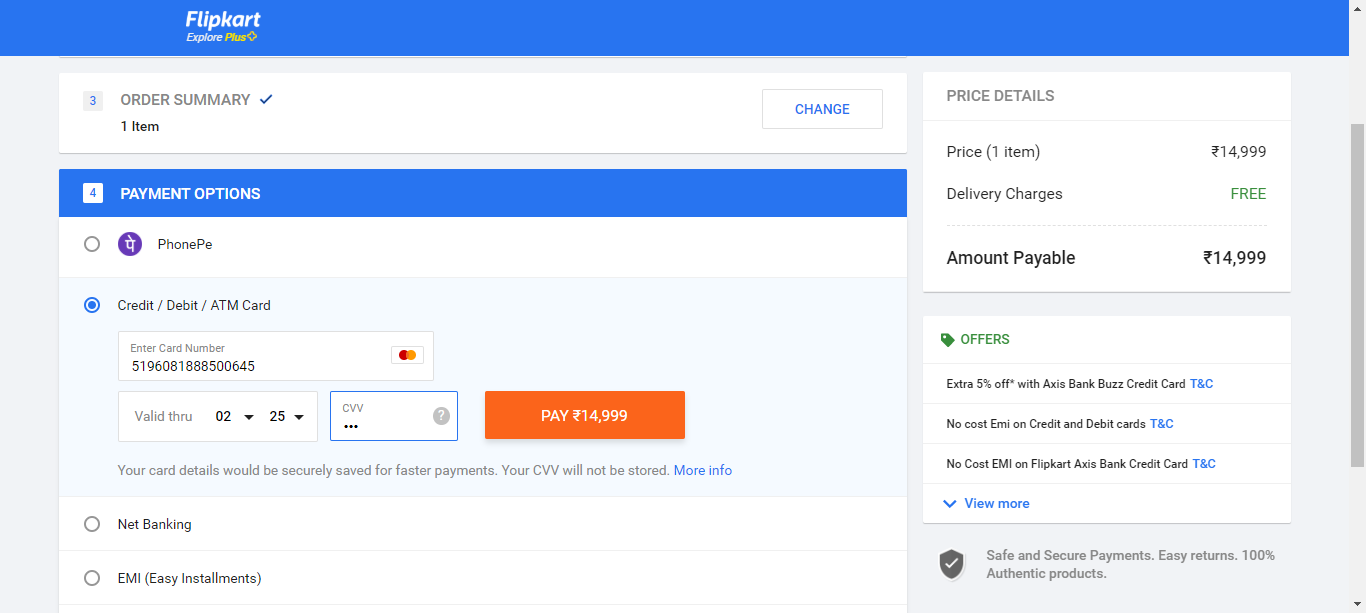 Flipkart
Explore Plus
3 ORDER SUMMARY
1 Item
CHANGE
4 PAYMENT OPTIONS
पे PhonePe
Credit / Debit / ATM Card
Enter Card Number
5196081888500645
Valid thru 02 25
CVV
•••
?
PAY ₹14,999
Your card details would be securely saved for faster payments. Your CVV will not be stored. More info
Net Banking
EMI (Easy Installments)
PRICE DETAILS
Price (1 item) ₹14,999
Delivery Charges FREE
Amount Payable ₹14,999
OFFERS
Extra 5% off* with Axis Bank Buzz Credit Card T&C
No cost Emi on Credit and Debit cards T&C
No Cost EMI on Flipkart Axis Bank Credit Card T&C
View more
Safe and Secure Payments. Easy returns. 100%
Authentic products.